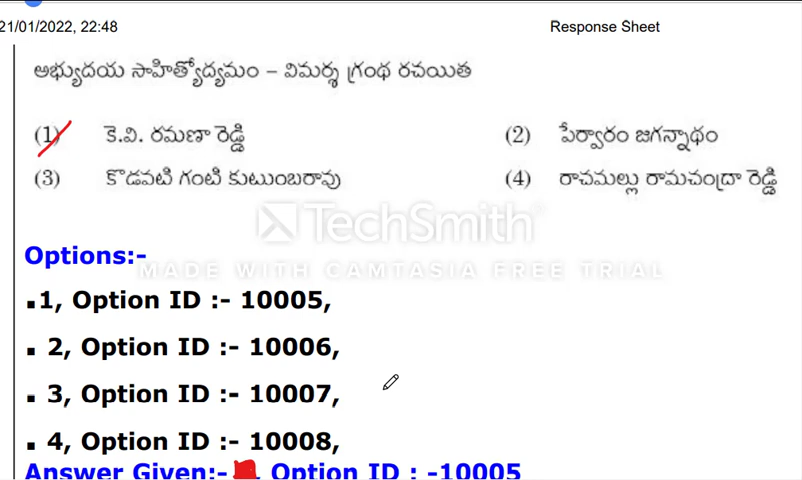 21/01/2022, 22:48 Response Sheet
అభ్యుదయ సాహిత్యోద్యమం – విమర్శ గ్రంథ రచయిత
(1) కె.వి. రమణా రెడ్డి (2) పేర్వారం జగన్నాథం
(3) కొడవటి గంటి కుటుంబరావు (4) రాచమల్లు రామచంద్రా రెడ్డి
TechSmith
MADE WITH CAMTASIA FREE TRIAL
Options:-
1, Option ID :- 10005,
2, Option ID :- 10006,
3, Option ID :- 10007,
4, Option ID :- 10008,
Answer Given:- , Option ID : -10005